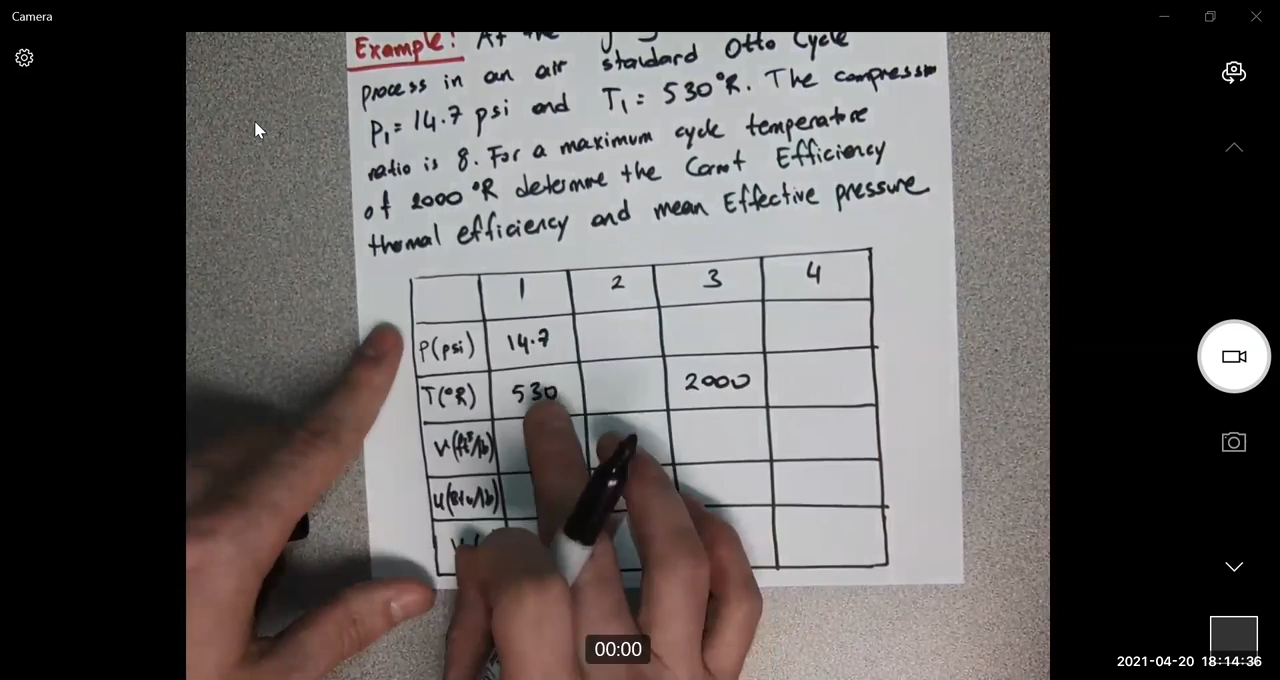 Camera
Example! At the
standard Otto Cycle
process in an air
P₁ = 14.7 psi and T₁ = 530°R. The compression
ratio is 8. For a maximum cycle temperature
of 2000 °R determine the Carnot Efficiency
thermal efficiency and mean Effective pressure
1 2 3 4
P(psi) 14.7
T(°R) 530 2000
v(ft³/lb)
u(Btu/lb)
00:00
2021-04-20 18:14:36